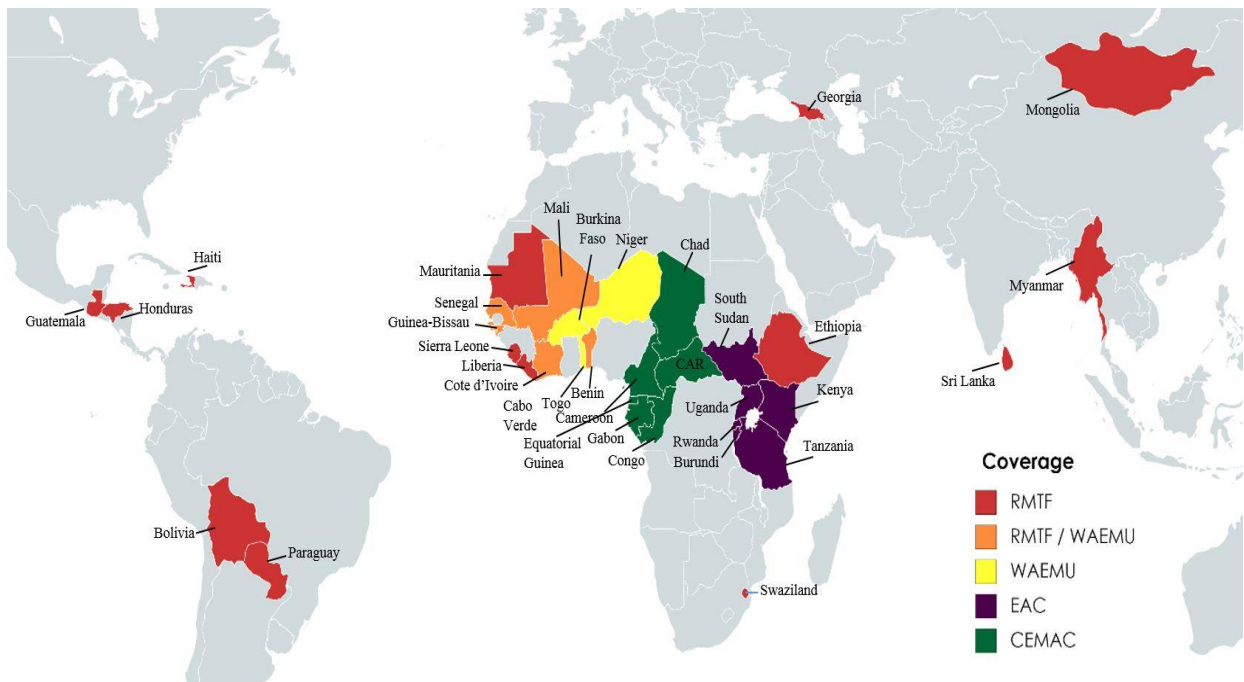 Georgia
Mongolia
Mali
Burkina
Faso
Niger
Chad
Haiti
Mauritania
South
Sudan
Myanmar
Senegal
Ethiopia
Guatemala
Honduras
Guinea-Bissau
Sierra Leone
CAR
Sri Lanka
Liberia
Cote d’Ivoire
Benin
Togo
Uganda
Kenya
Cabo
Verde
Cameroon
Equatorial
Guinea
Gabon
Congo
Rwanda
Burundi
Tanzania
Bolivia
Paraguay
Swaziland
Coverage
RMTF
RMTF / WAEMU
WAEMU
EAC
CEMAC